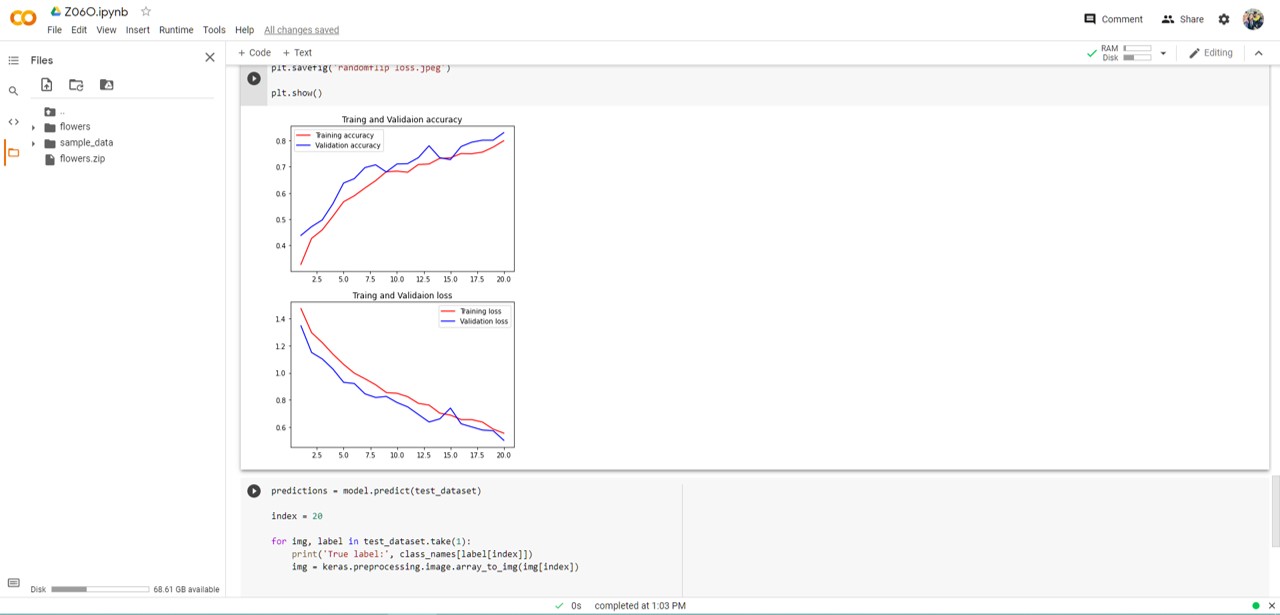 Z06O.ipynb
File Edit View Insert Runtime Tools Help All changes saved
Comment Share
Files
+ Code + Text
RAM
Disk
Editing
..
flowers
sample_data
flowers.zip
plt.savefig('randomflip loss.jpeg')
plt.show()
Traing and Validaion accuracy
Training accuracy
Validation accuracy
0.8
0.7
0.6
0.5
0.4
2.5 5.0 7.5 10.0 12.5 15.0 17.5 20.0
Traing and Validaion loss
Training loss
Validation loss
1.4
1.2
1.0
0.8
0.6
2.5 5.0 7.5 10.0 12.5 15.0 17.5 20.0
predictions = model.predict(test_dataset)
index = 20
for img, label in test_dataset.take(1):
print('True label:', class_names[label[index]])
img = keras.preprocessing.image.array_to_img(img[index])
Disk 68.61 GB available
0s completed at 1:03 PM